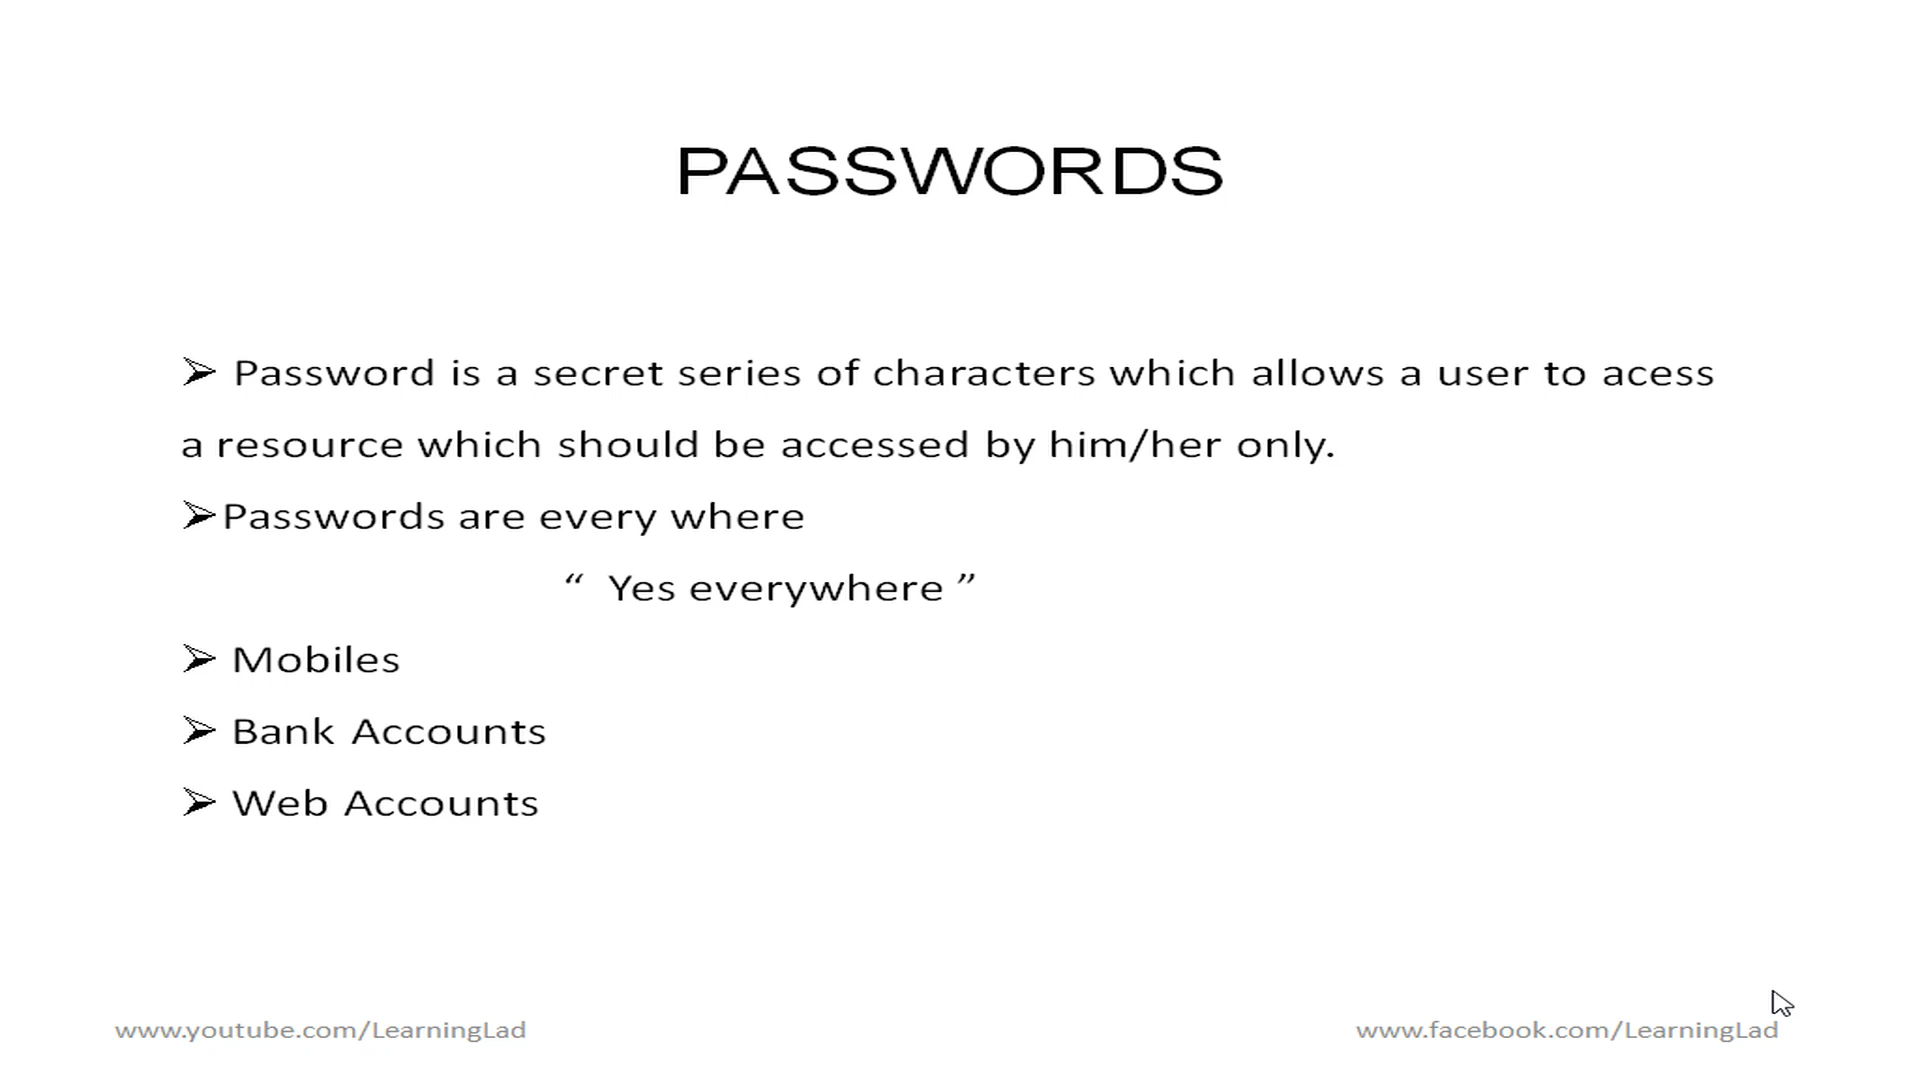 PASSWORDS
➢ Password is a secret series of characters which allows a user to acess
a resource which should be accessed by him/her only.
➢Passwords are every where
“ Yes everywhere ”
➢ Mobiles
➢ Bank Accounts
➢ Web Accounts
www.youtube.com/LearningLad
www.facebook.com/LearningLad